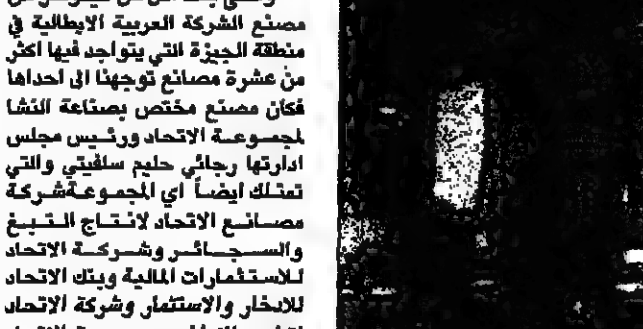 مصنع الشركة العربية الايطالية في
منطقة الجيزة التي يتواجد فيها اكثر
من عشرة مصانع توجهنا الى احداها
فكان مصنع مختص بصناعة النشا
لمجموعة الاتحاد ورئيس مجلس
ادارتها رجائي حليم سلفيتي والتي
تمتلك ايضاً اي المجموعةشركة
مصانع الاتحاد لانتاج التبغ
والسجائر وشركة الاتحاد
للاستثمارات المالية وبنك الاتحاد
للادخار والاستثمار وشركة الاتحاد